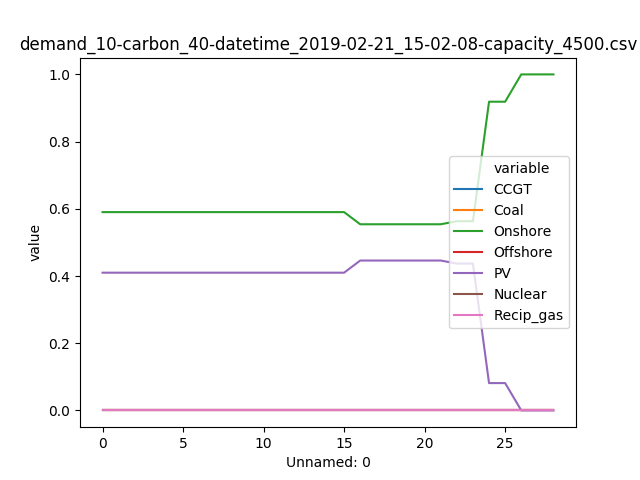 demand_10-carbon_40-datetime_2019-02-21_15-02-08-capacity_4500.csv
1.0
0.8
0.6
0.4
0.2
0.0
value
variable
CCGT
Coal
Onshore
Offshore
PV
Nuclear
Recip_gas
0 5 10 15 20 25
Unnamed: 0